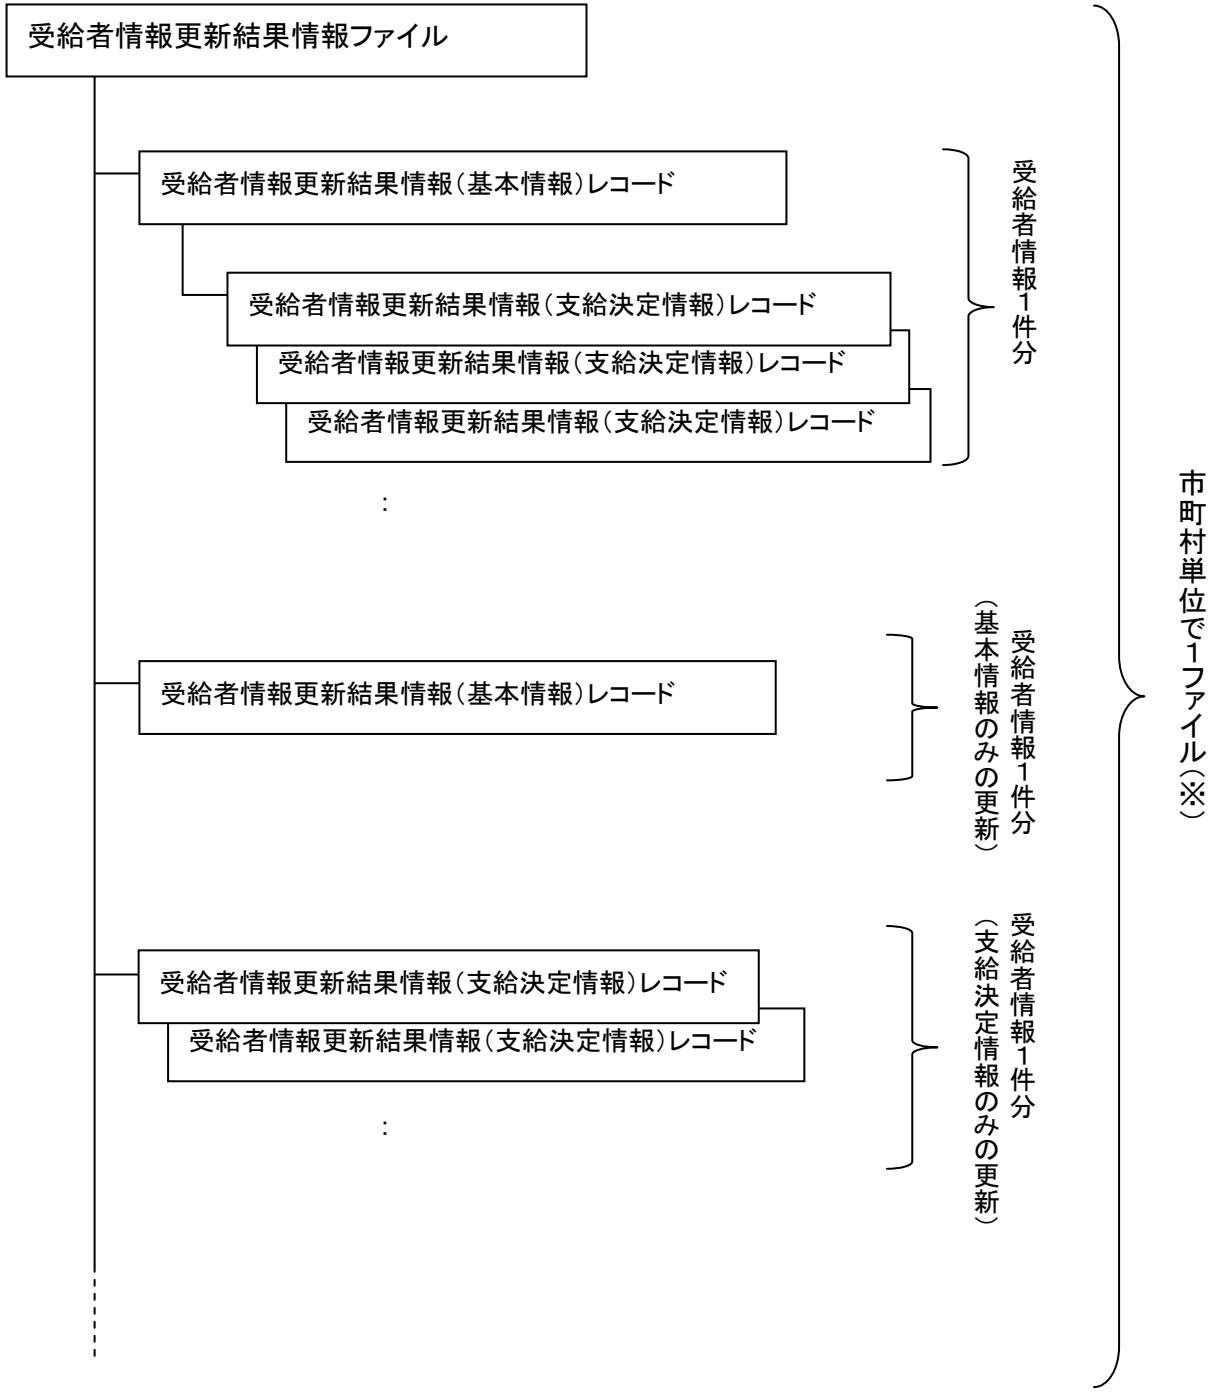 受給者情報更新結果情報ファイル
受給者情報更新結果情報（基本情報）レコード
受給者情報更新結果情報（支給決定情報）レコード
受給者情報更新結果情報（支給決定情報）レコード
受給者情報更新結果情報（支給決定情報）レコード
：
受給者情報１件分
受給者情報更新結果情報（基本情報）レコード
受給者情報１件分
（基本情報のみの更新）
受給者情報更新結果情報（支給決定情報）レコード
受給者情報更新結果情報（支給決定情報）レコード
：
受給者情報１件分
（支給決定情報のみの更新）
市町村単位で１ファイル（※）